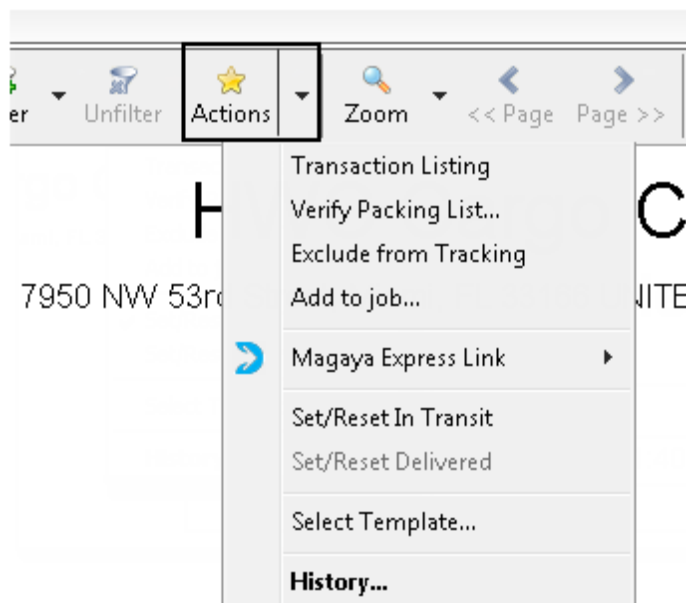 er Unfilter Actions Zoom << Page Page >>
Transaction Listing
H C
Verify Packing List...
Exclude from Tracking
7950 NW 53r Add to job... NITE
Magaya Express Link
Set/Reset In Transit
Set/Reset Delivered
Select Template...
History...